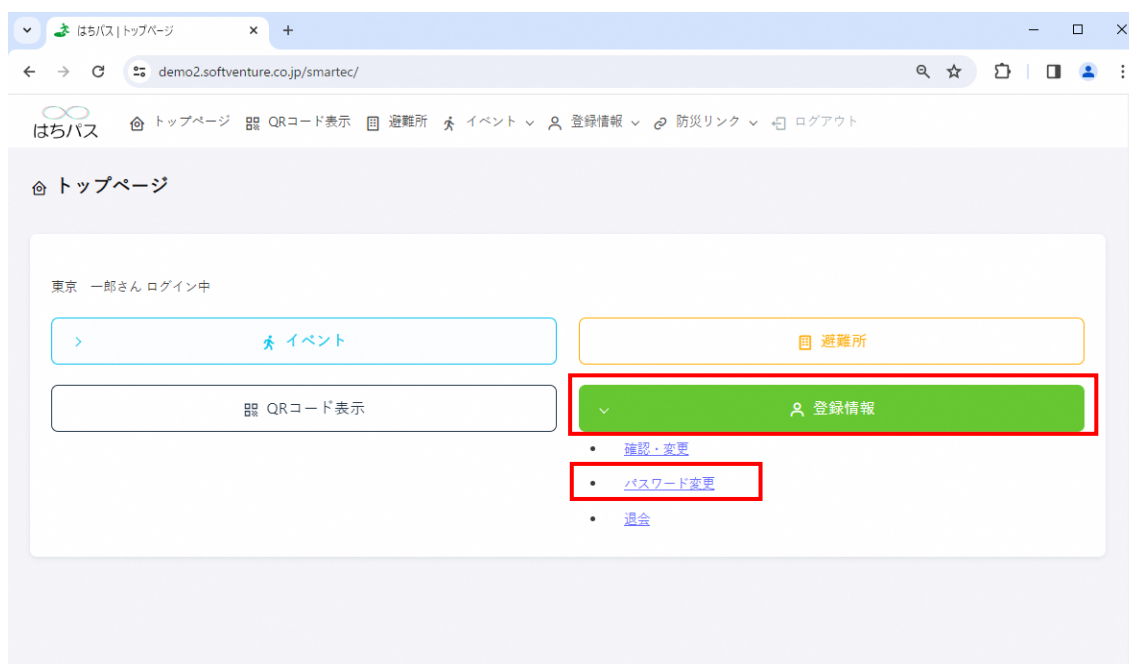 はちパス | トップページ
demo2.softventure.co.jp/smartec/
はちパス トップページ QRコード表示 避難所 イベント 登録情報 防災リンク ログアウト
トップページ
東京　一郎さん ログイン中
イベント
避難所
QRコード表示
登録情報
確認・変更
パスワード変更
退会